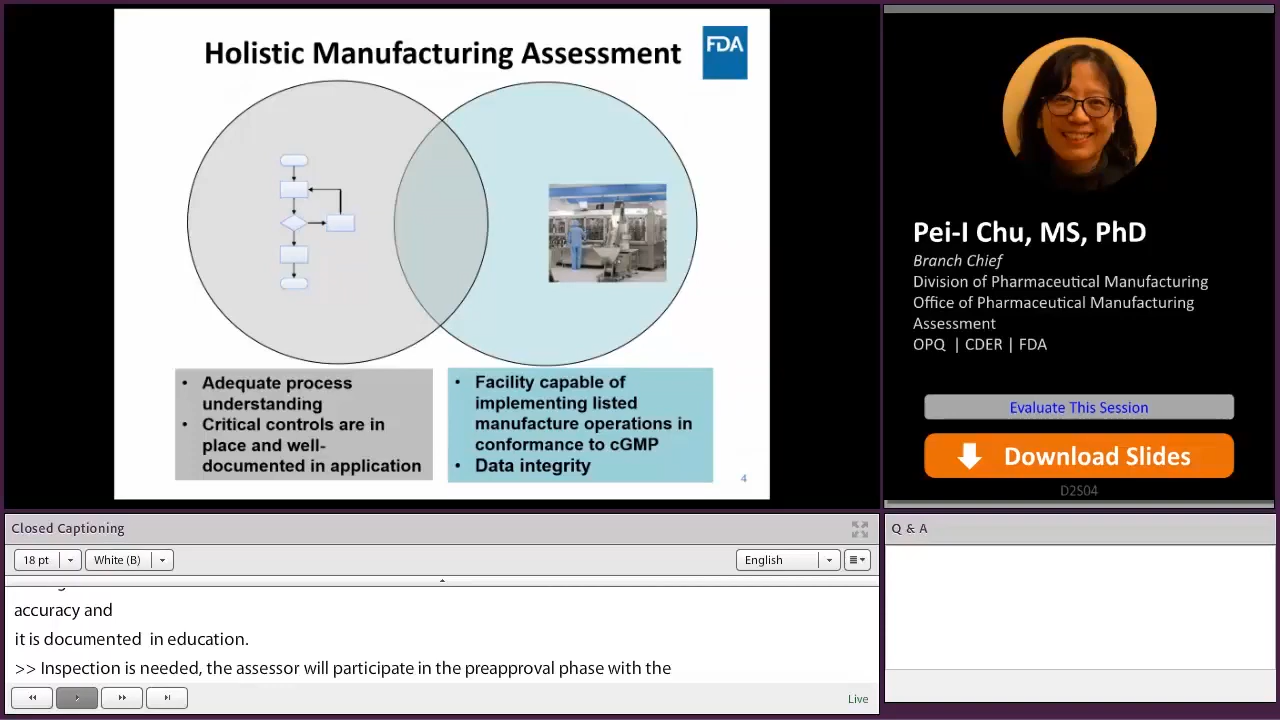 Holistic Manufacturing Assessment
FDA
• Adequate process
understanding
• Critical controls are in
place and well-
documented in application
• Facility capable of
implementing listed
manufacture operations in
conformance to cGMP
• Data integrity
4
Pei-I Chu, MS, PhD
Branch Chief
Division of Pharmaceutical Manufacturing
Office of Pharmaceutical Manufacturing
Assessment
OPQ | CDER | FDA
Evaluate This Session
Download Slides
D2S04
Closed Captioning
18 pt
White (B)
English
accuracy and
it is documented in education.
>> Inspection is needed, the assessor will participate in the preapproval phase with the
Live
Q & A